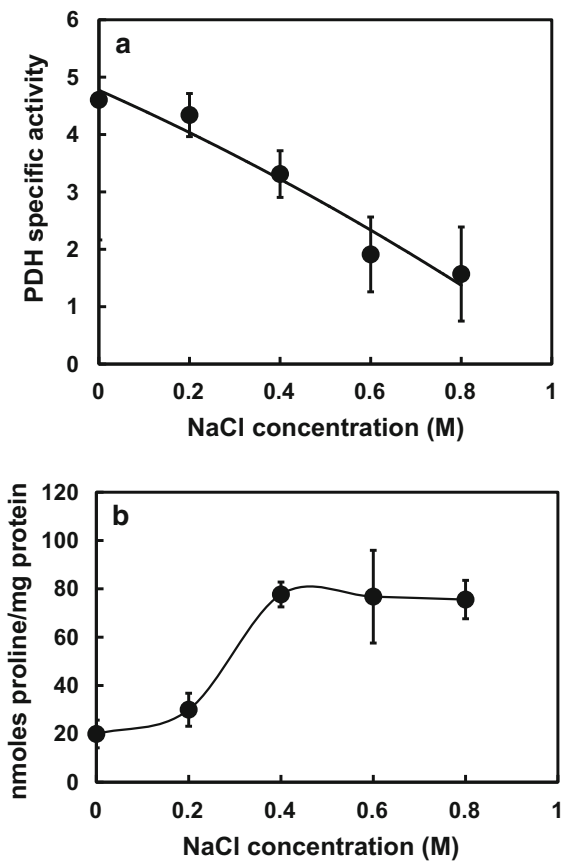 a
PDH specific activity
6
5
4
3
2
1
0
0 0.2 0.4 0.6 0.8 1
NaCl concentration (M)
b
nmoles proline/mg protein
120
100
80
60
40
20
0
0 0.2 0.4 0.6 0.8 1
NaCl concentration (M)